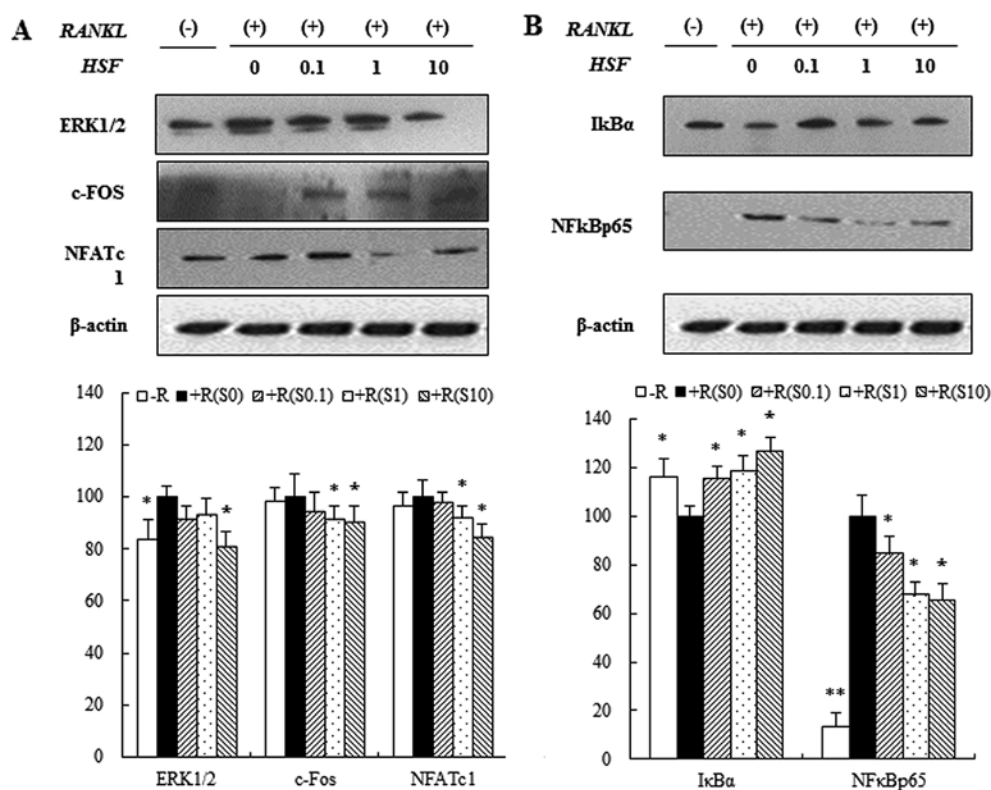 A
RANKL (-) (+) (+) (+) (+)
HSF 0 0.1 1 10
ERK1/2
c-FOS
NFATc
1
β-actin
140
120
100
80
60
40
20
0
-R +R(S0) +R(S0.1) +R(S1) +R(S10)
* * * * * *
ERK1/2 c-Fos NFATc1
B
RANKL (-) (+) (+) (+) (+)
HSF 0 0.1 1 10
IkBα
NFkBp65
β-actin
140
120
100
80
60
40
20
0
-R +R(S0) +R(S0.1) +R(S1) +R(S10)
* * * * ** * * *
IκBα NFκBp65